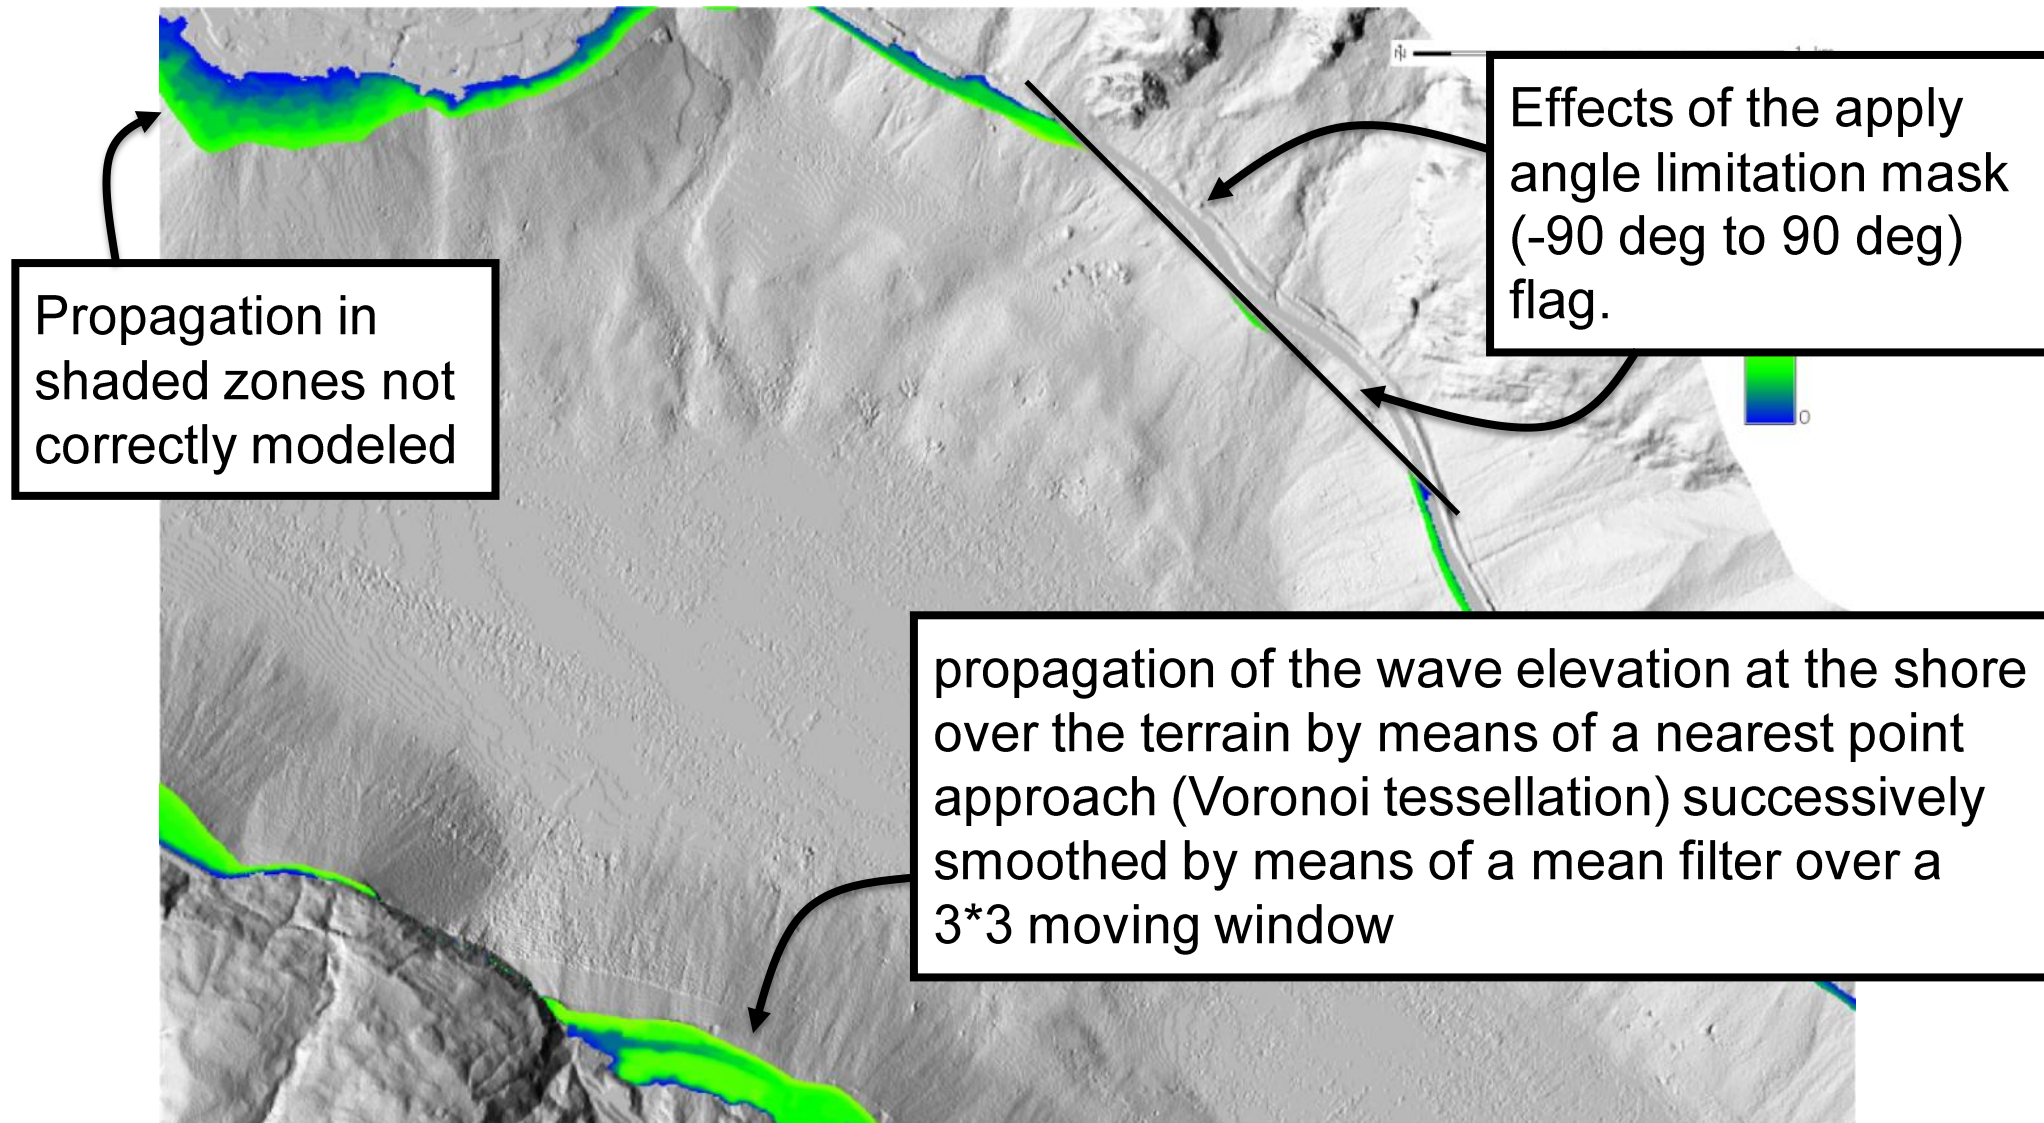 Effects of the apply
angle limitation mask
(-90 deg to 90 deg)
flag.
Propagation in
shaded zones not
correctly modeled
0
propagation of the wave elevation at the shore
over the terrain by means of a nearest point
approach (Voronoi tessellation) successively
smoothed by means of a mean filter over a
3*3 moving window